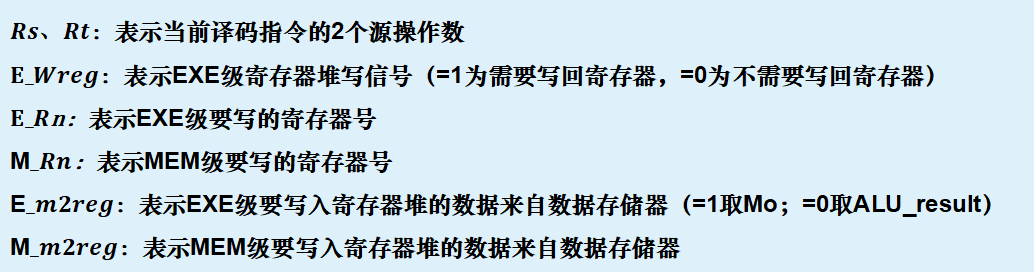 Rs、Rt：表示当前译码指令的2个源操作数
E_Wreg：表示EXE级寄存器堆写信号（=1为需要写回寄存器，=0为不需要写回寄存器）
E_Rn：表示EXE级要写的寄存器号
M_Rn：表示MEM级要写的寄存器号
E_m2reg：表示EXE级要写入寄存器堆的数据来自数据存储器（=1取Mo；=0取ALU_result）
M_m2reg：表示MEM级要写入寄存器堆的数据来自数据存储器